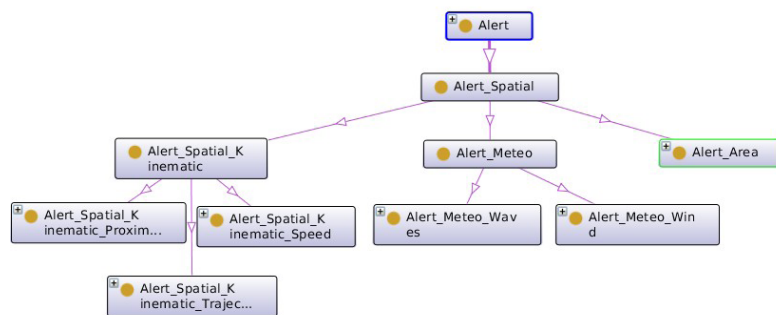 Alert
Alert_Spatial
Alert_Spatial_K
inematic
Alert_Meteo
Alert_Area
Alert_Spatial_K
inematic_Proxim...
Alert_Spatial_K
inematic_Speed
Alert_Meteo_Wav
es
Alert_Meteo_Win
d
Alert_Spatial_K
inematic_Trajec...